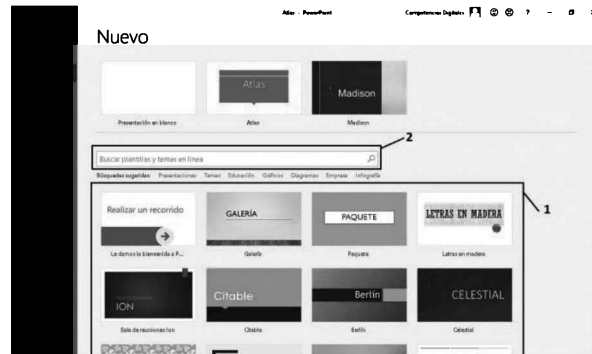 Atlas - PowerPoint
Competencias Digitales
?
Nuevo
Atlas
Madison
Presentación en blanco
Atlas
Madison
2
Buscar plantillas y temas en línea
Búsquedas sugeridas: Presentaciones Temas Educación Gráficos Diagramas Empresa Infografía
1
Realizar un recorrido
GALERÍA
PAQUETE
LETRAS EN MADERA
Le damos la bienvenida a P...
Galería
Paquete
Letras en madera
ION
Citable
Berlín
CELESTIAL
Sala de reuniones Ion
Citable
Berlín
Celestial